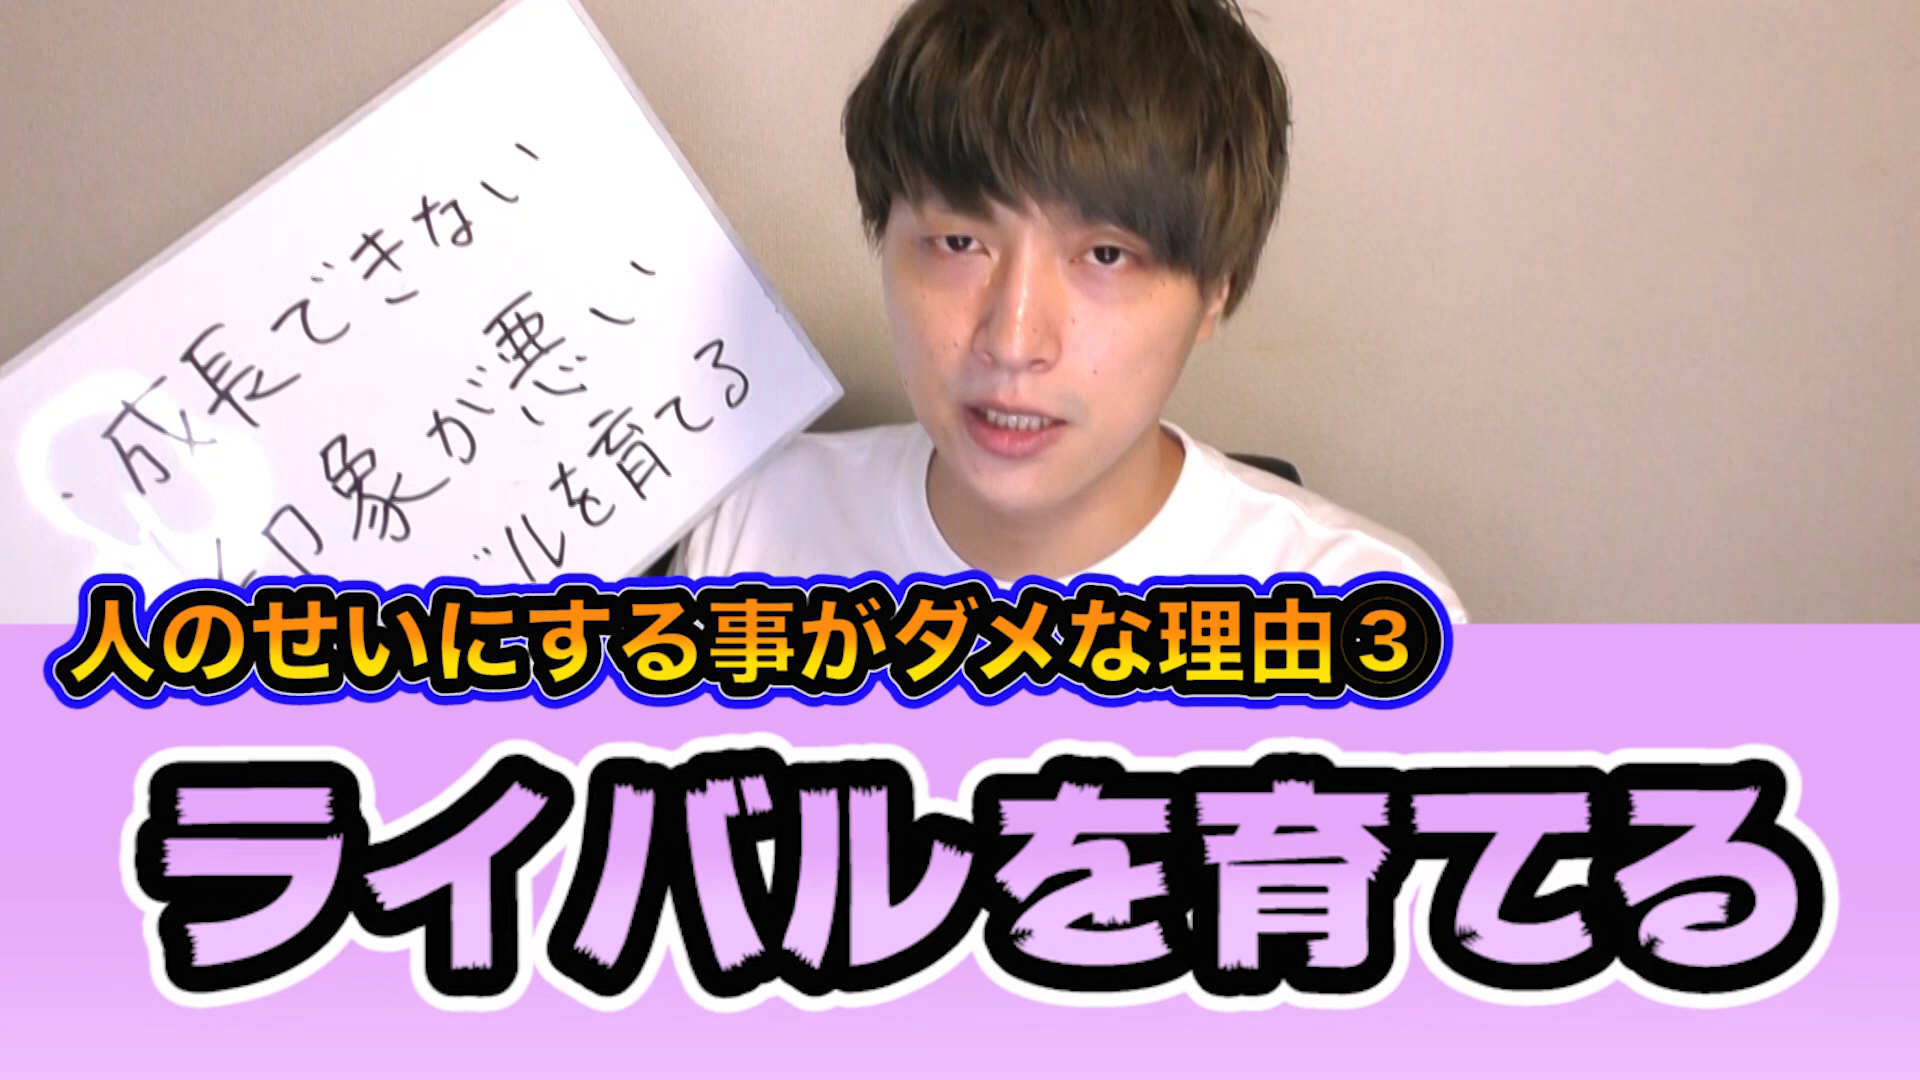 成長できない
印象が悪い
バルを育てる
人のせいにする事がダメな理由③
ライバルを育てる